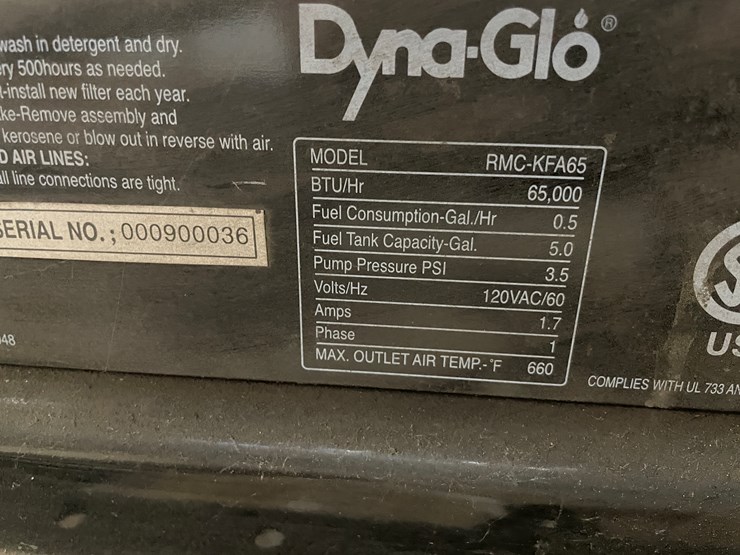 wash in detergent and dry.
ry 500hours as needed.
-install new filter each year.
ke-Remove assembly and
kerosene or blow out in reverse with air.
D AIR LINES:
ll line connections are tight.
SERIAL NO.; 000900036
48
Dyna-Glo®
MODEL RMC-KFA65
BTU/Hr 65,000
Fuel Consumption-Gal./Hr 0.5
Fuel Tank Capacity-Gal. 5.0
Pump Pressure PSI 3.5
Volts/Hz 120VAC/60
Amps 1.7
Phase 1
MAX. OUTLET AIR TEMP.-°F 660
US
COMPLIES WITH UL 733 AN